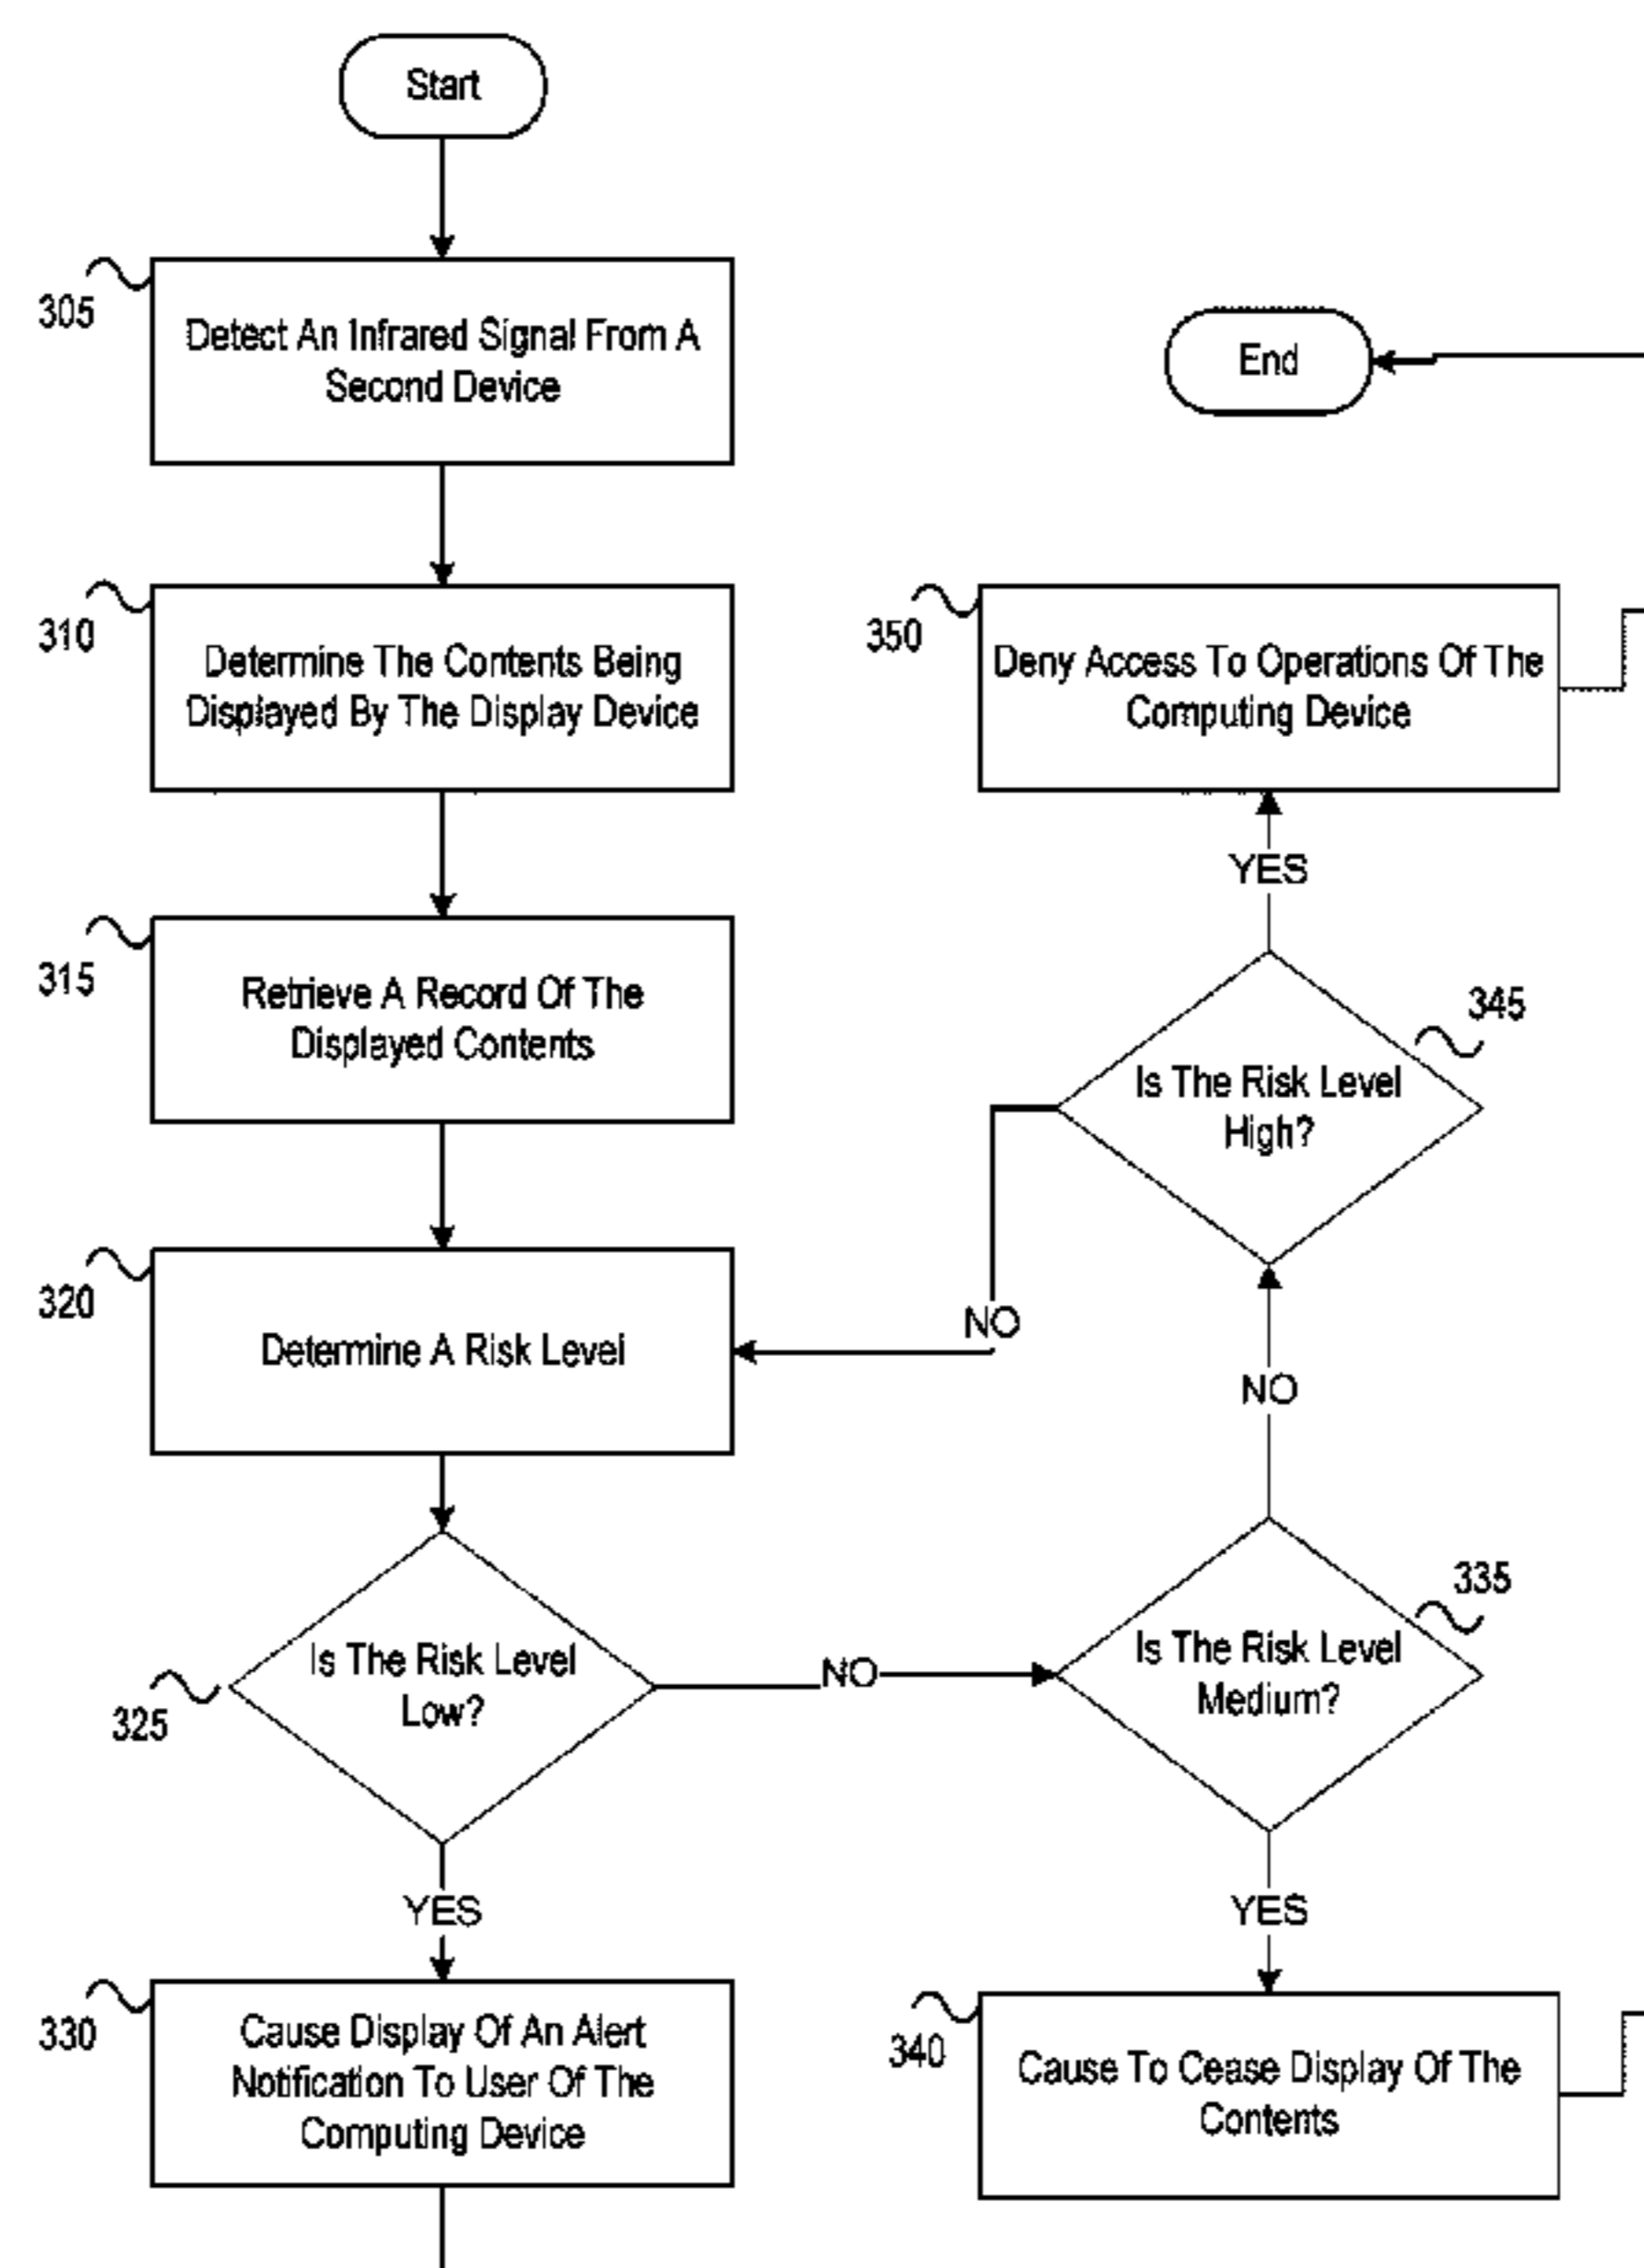 Start
305
Detect An Infrared Signal From A
Second Device
310
Determine The Contents Being
Displayed By The Display Device
315
Retrieve A Record Of The
Displayed Contents
320
Determine A Risk Level
325
Is The Risk Level
Low?
NO
YES
330
Cause Display Of An Alert
Notification To User Of The
Computing Device
335
Is The Risk Level
Medium?
YES
340
Cause To Cease Display Of The
Contents
NO
345
Is The Risk Level
High?
NO
YES
350
Deny Access To Operations Of The
Computing Device
End